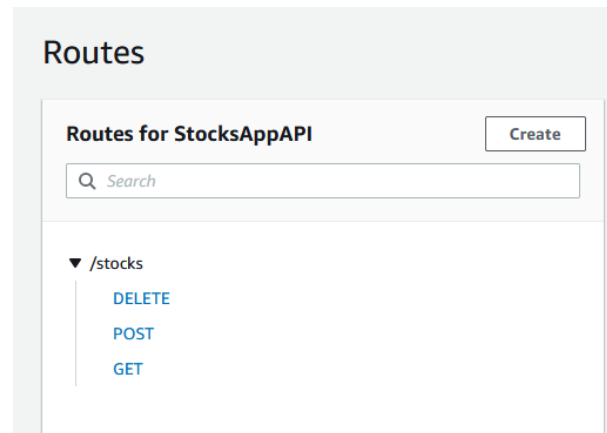 Routes
Routes for StocksAppAPI
Create
Search
/stocks
DELETE
POST
GET